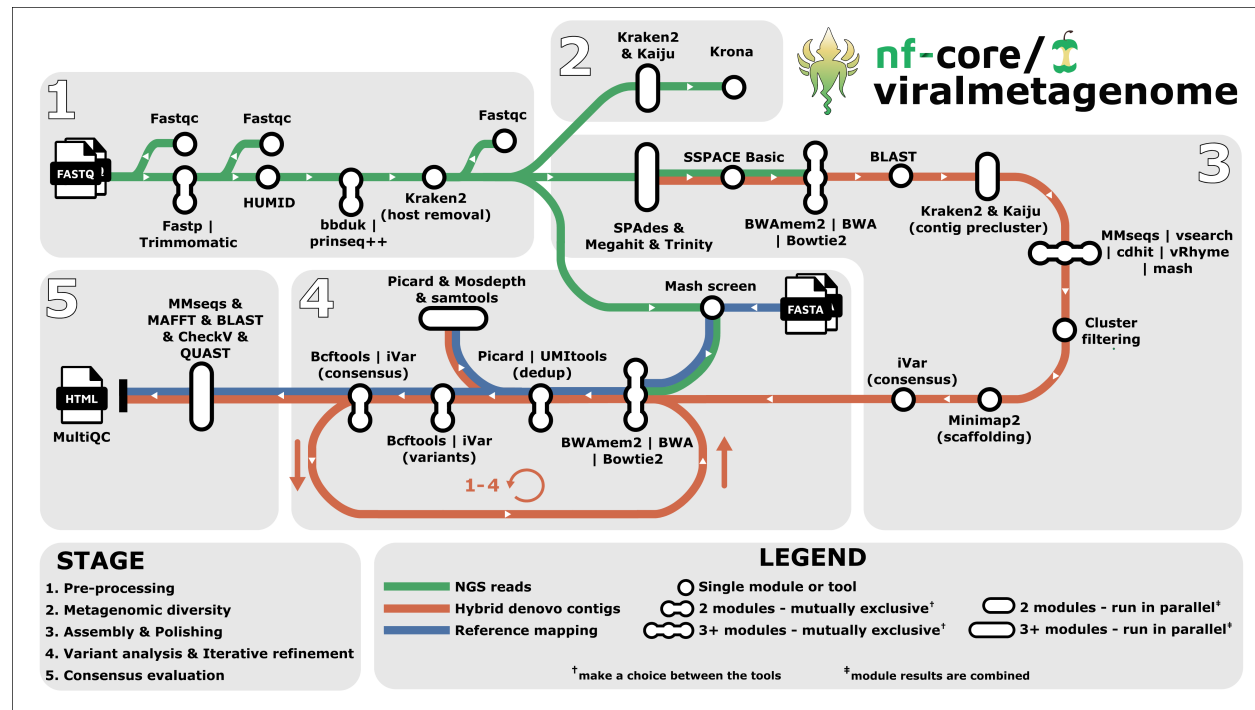 nf-core/
viralmetagenome
1
FASTQ
Fastqc
Fastp |
Trimmomatic
Fastqc
HUMID
bbduk |
prinseq++
Kraken2
(host removal)
Fastqc
2
Kraken2
& Kaiju
Krona
3
SPAdes &
Megahit & Trinity
SSPACE Basic
BWAmem2 | BWA
| Bowtie2
BLAST
Kraken2 & Kaiju
(contig precluster)
MMseqs | vsearch
| cdhit | vRhyme
| mash
Cluster
filtering
Minimap2
(scaffolding)
iVar
(consensus)
4
Mash screen
FASTA
A
Picard & Mosdepth
& samtools
BWAmem2 | BWA
| Bowtie2
Picard | UMItools
(dedup)
Bcftools | iVar
(variants)
Bcftools | iVar
(consensus)
1-4
5
MMseqs &
MAFFT & BLAST
& CheckV &
QUAST
HTML
MultiQC
STAGE
1. Pre-processing
2. Metagenomic diversity
3. Assembly & Polishing
4. Variant analysis & Iterative refinement
5. Consensus evaluation
LEGEND
NGS reads
Hybrid denovo contigs
Reference mapping
Single module or tool
2 modules - mutually exclusive†
3+ modules - mutually exclusive†
2 modules - run in parallel‡
3+ modules - run in parallel‡
†make a choice between the tools
‡module results are combined